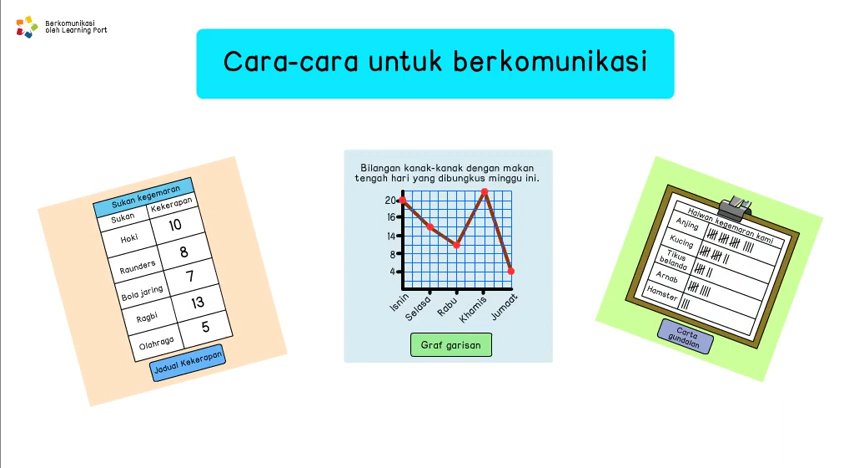 Berkomunikasi
oleh Learning Port
Cara-cara untuk berkomunikasi
Sukan kegemaran
Sukan Kekerapan
Hoki 10
Raunders 8
Bola jaring 7
Ragbi 13
Olahraga 5
Jadual Kekerapan
Bilangan kanak-kanak dengan makan
tengah hari yang dibungkus minggu ini.
20
16
14
8
4
Isnin Selasa Rabu Khamis Jumaat
Graf garisan
Haiwan kegemaran kami
Anjing
Kucing
Tikus
belanda
Arnab
Hamster
Carta
gundalan